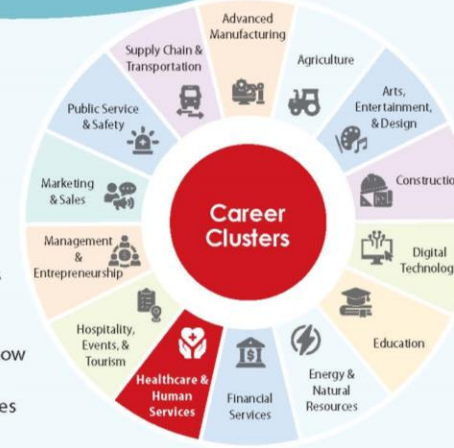 Advanced
Manufacturing
Agriculture
Arts,
Entertainment,
& Design
Construction
Digital
Technolog
Education
Energy &
Natural
Resources
Financial
Services
Healthcare &
Human
Services
Hospitality,
Events, &
Tourism
Management
&
Entrepreneurship
Marketing
& Sales
Public Service
& Safety
Supply Chain &
Transportation
Career
Clusters
s
ow
es